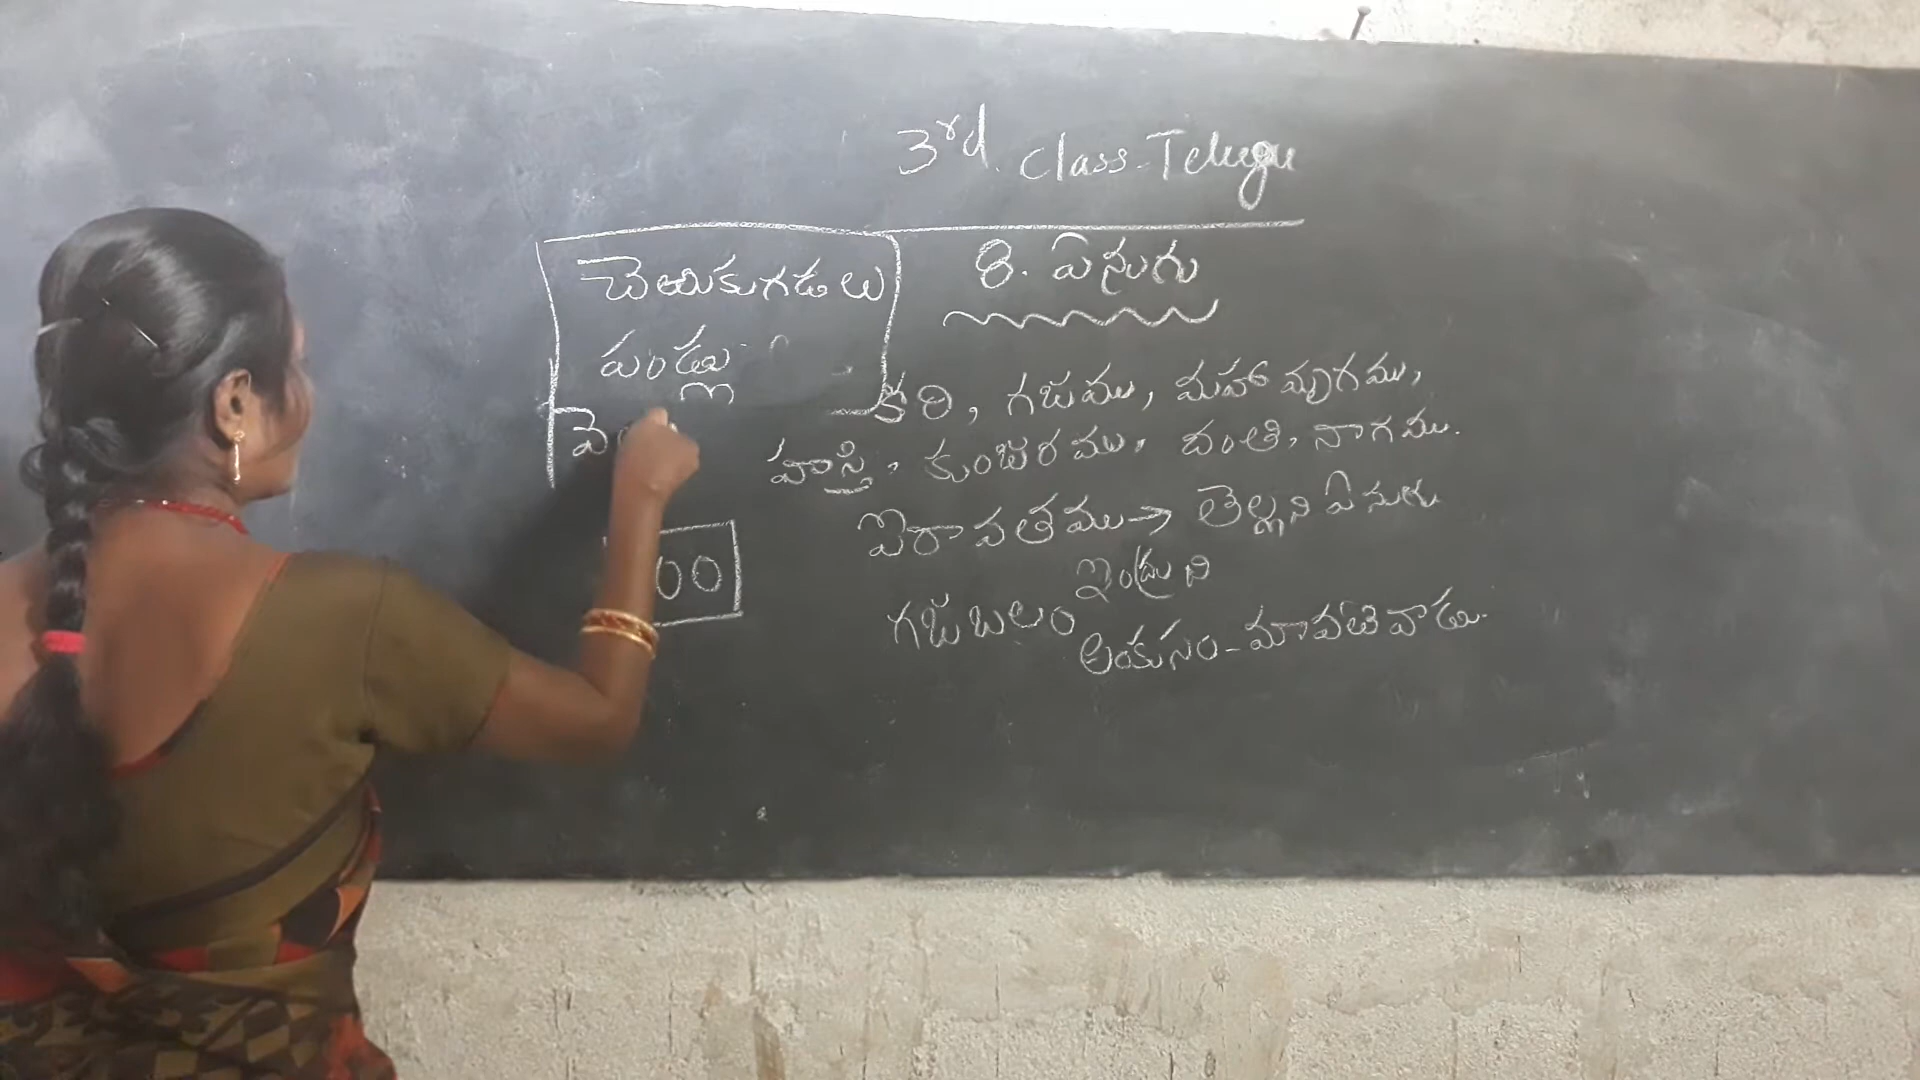 3rd. Class-Telugu
8. ఏనుగు
చెఱుకుగడలు
పండ్లు
కరి, గజము, మహామృగము,
హస్తి, కుంజరము, దంతి, నాగము.
ఐరావతము→ తెల్లని ఏనుగు
ఇంద్రుని
గజబలం
అంకుసం-మావటివాడు.